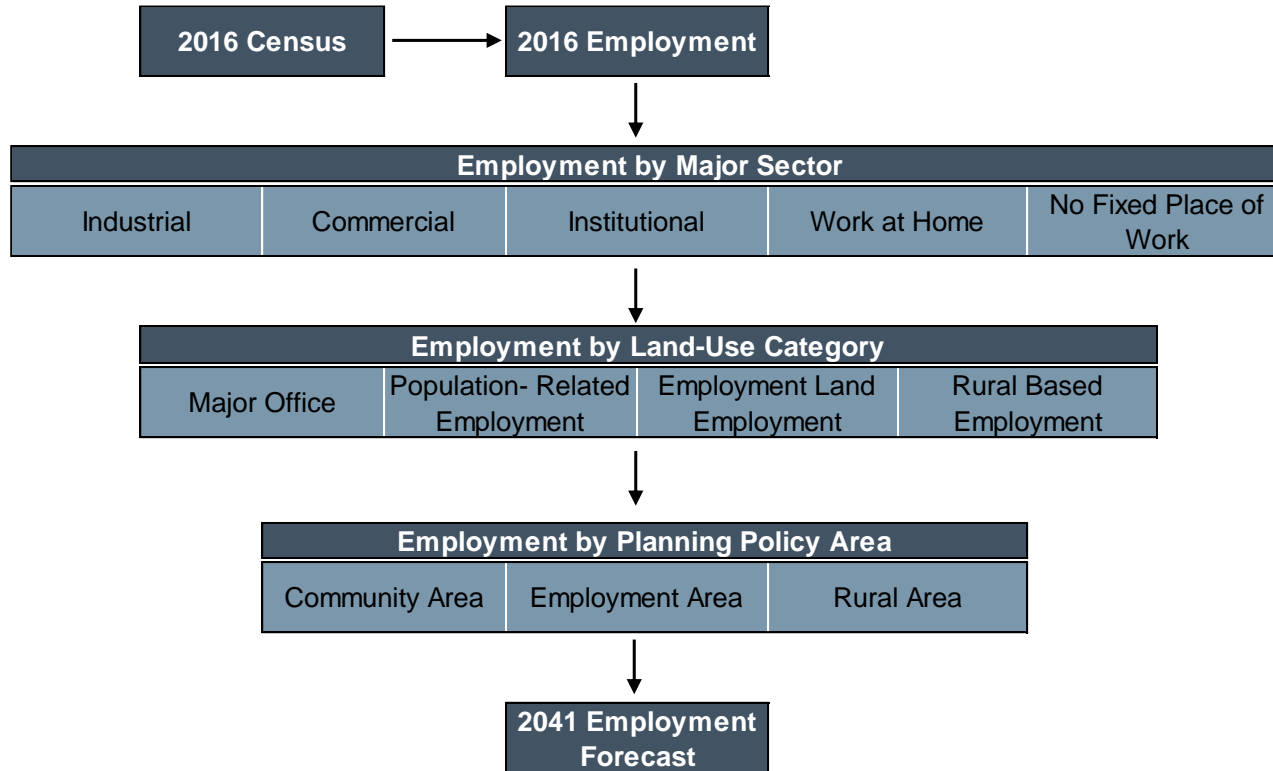 2016 Census
2016 Employment
Employment by Major Sector
Industrial
Commercial
Institutional
Work at Home
No Fixed Place of
Work
Employment by Land-Use Category
Major Office
Population- Related
Employment
Employment Land
Employment
Rural Based
Employment
Employment by Planning Policy Area
Community Area
Employment Area
Rural Area
2041 Employment
Forecast